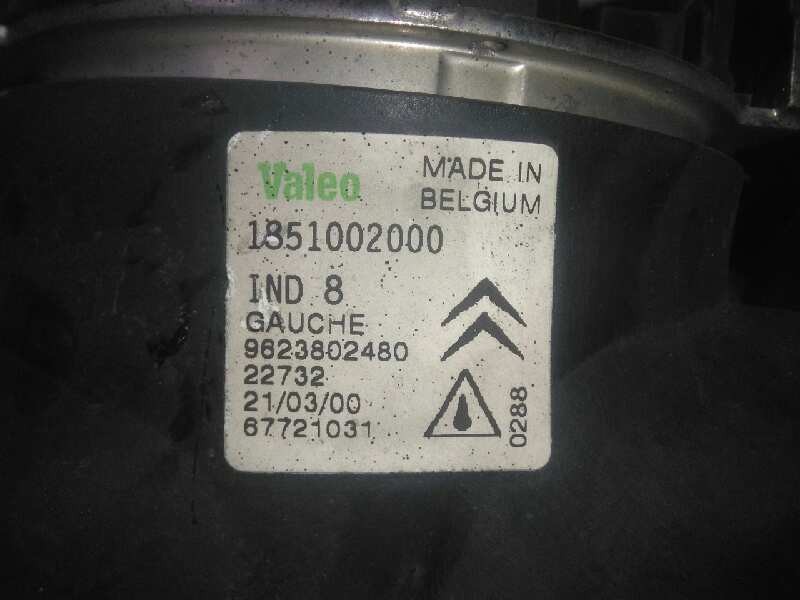 Valeo
MADE IN
BELGIUM
1851002000
IND 8
GAUCHE
9623802480
22732
21/03/00
67721031
0288